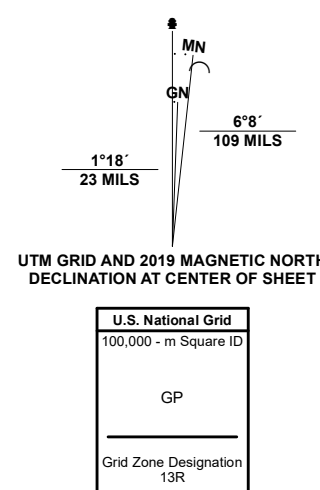 MN
GN
6°8´
109 MILS
1°18´
23 MILS
UTM GRID AND 2019 MAGNETIC NORTH
DECLINATION AT CENTER OF SHEET
U.S. National Grid
100,000 - m Square ID
GP
Grid Zone Designation
13R